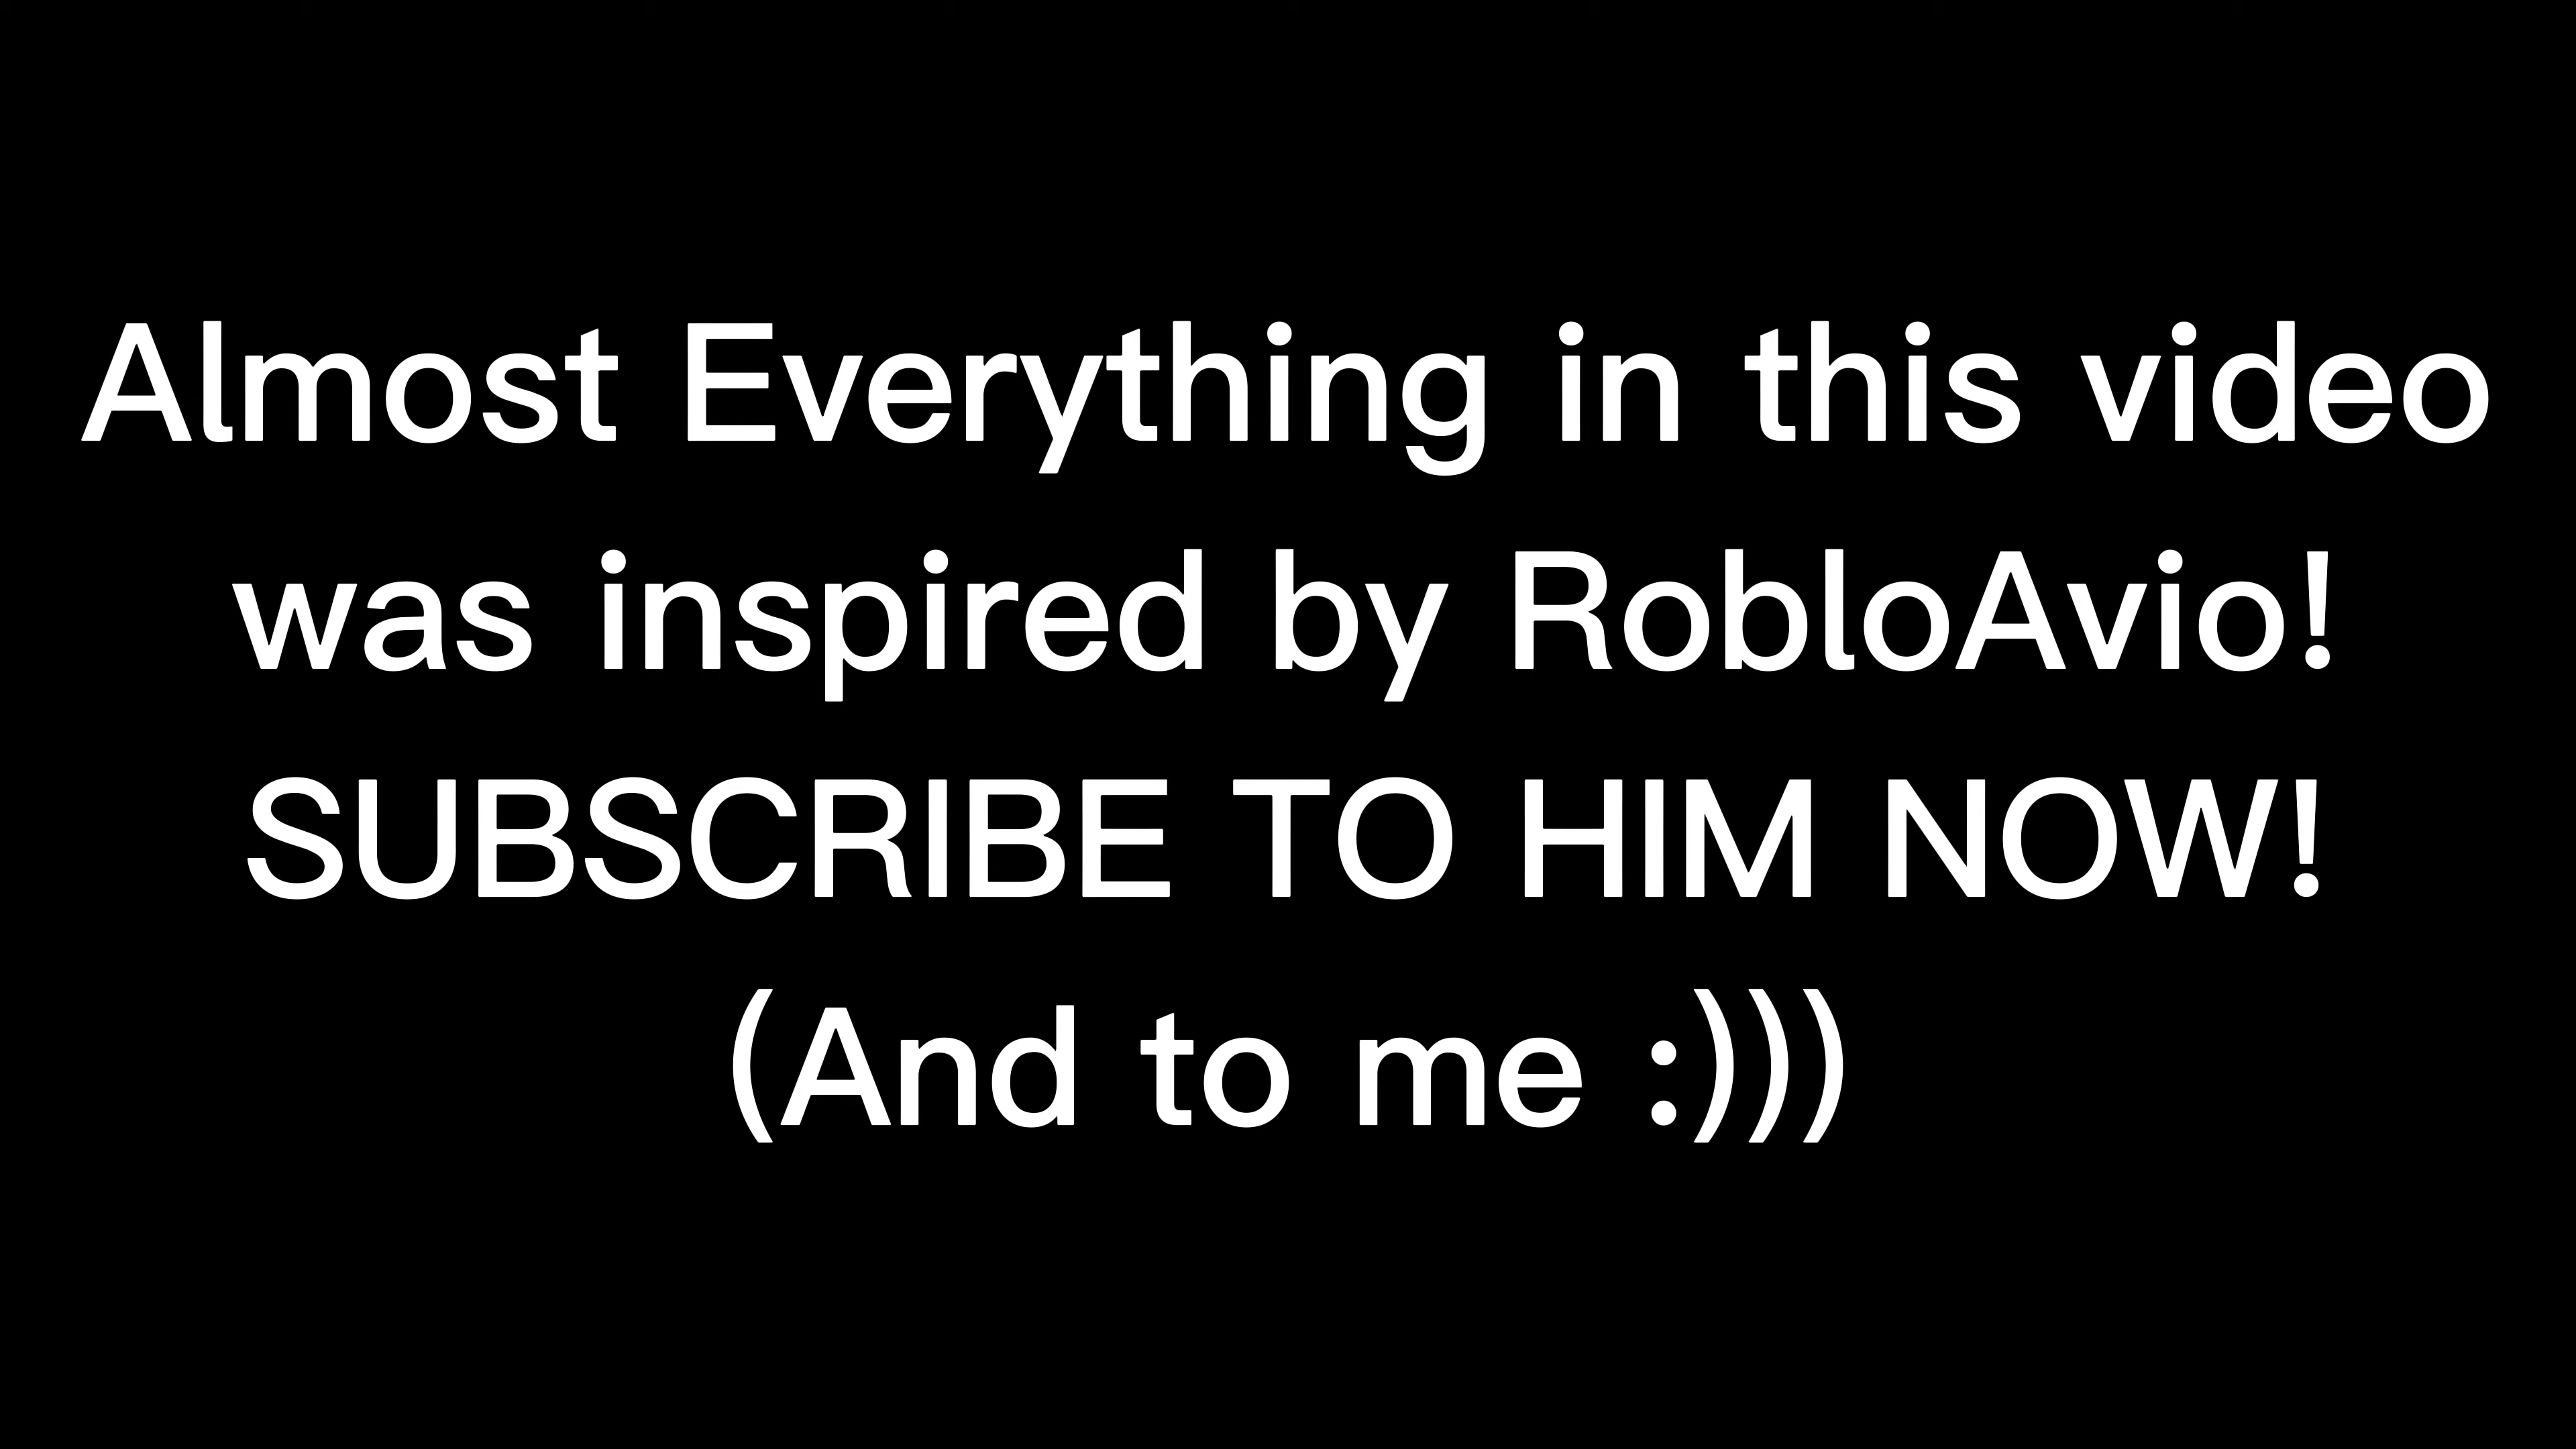 Almost Everything in this video
was inspired by RobloAvio!
SUBSCRIBE TO HIM NOW!
(And to me :)))